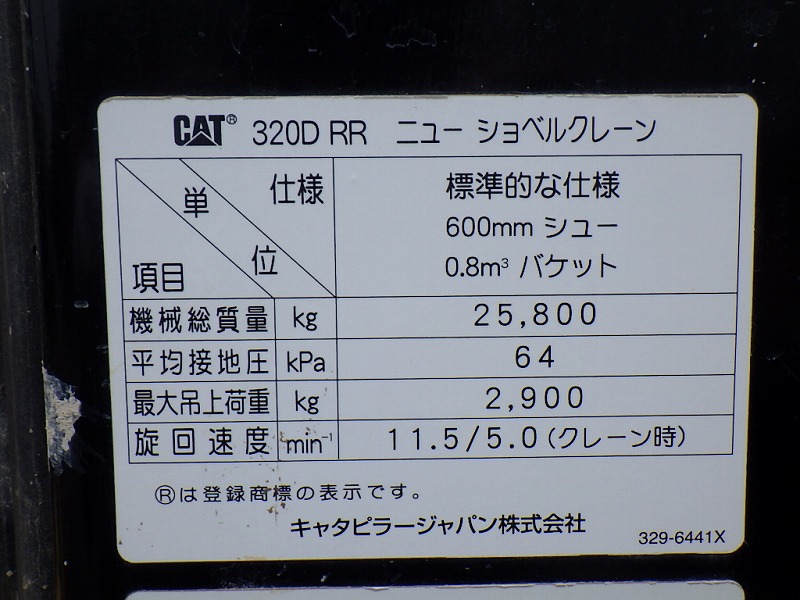 CAT® 320D RR ニュー ショベルクレーン
単位 仕様 項目
標準的な仕様
600mm シュー
0.8m³ バケット
機械総質量 kg 25,800
平均接地圧 kPa 64
最大吊上荷重 kg 2,900
旋回速度 min⁻¹ 11.5/5.0(クレーン時)
®は登録商標の表示です。
キャタピラージャパン株式会社
329-6441X